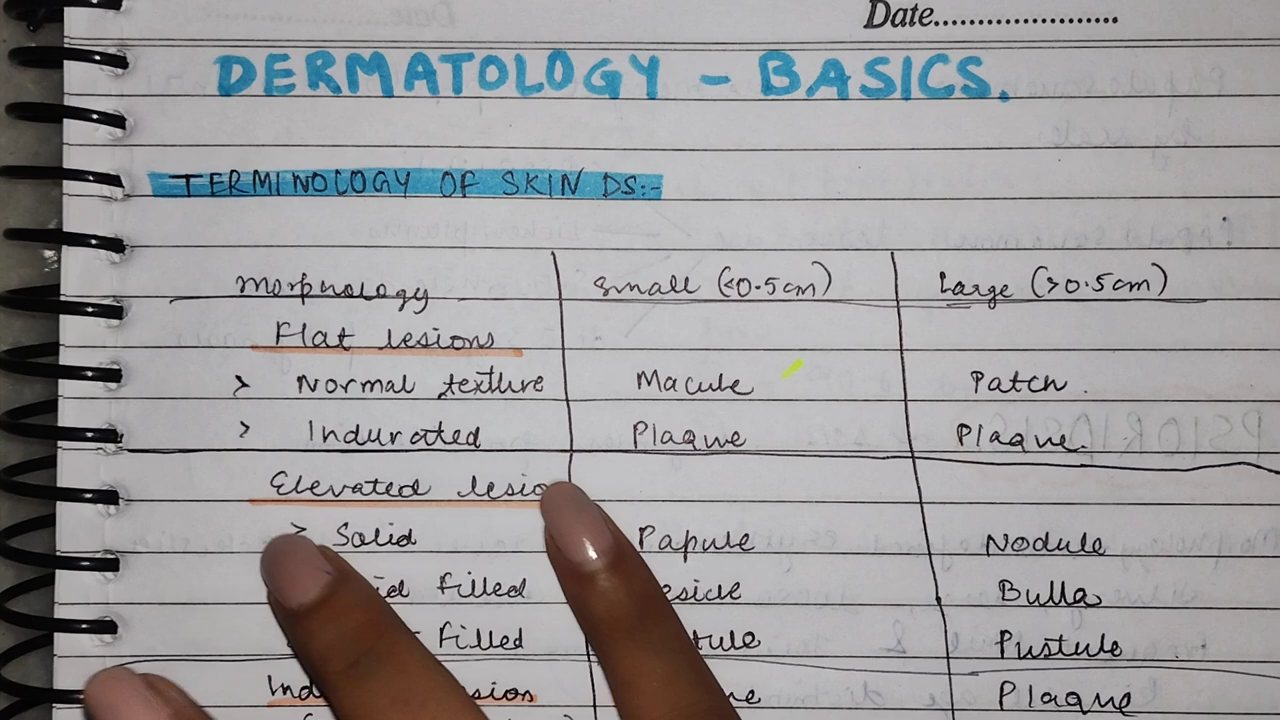 Date.....................
DERMATOLOGY - BASICS.
TERMINOLOGY OF SKIN DS:-
Morphology Small (<0.5cm) Large (>0.5cm)
Flat lesions
> Normal texture Macule Patch.
> Indurated Plaque Plaque.
Elevated
> Solid Papule Nodule
filled Bulla
filled Pustule.
Plaque